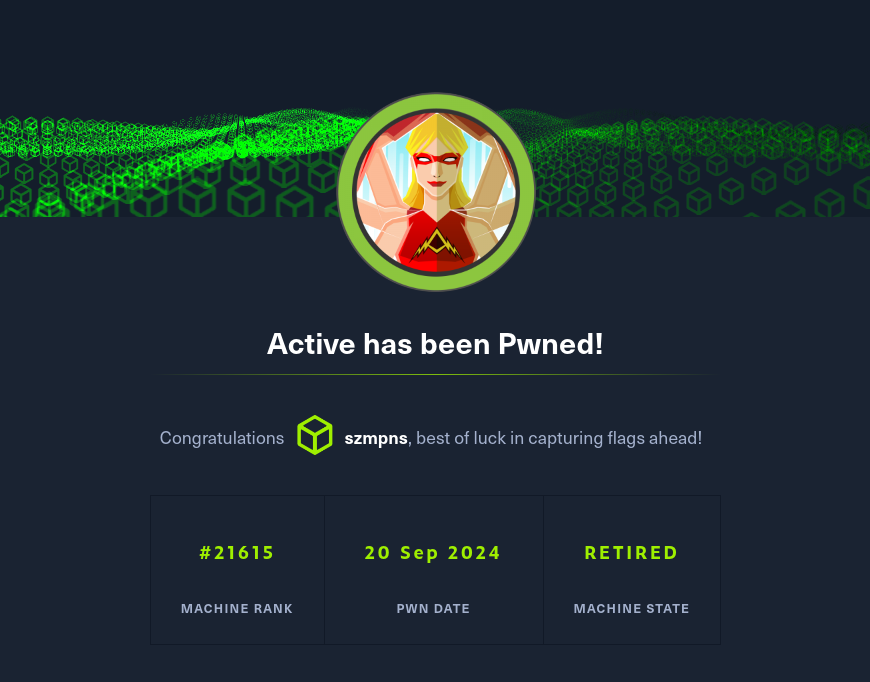 Active has been Pwned!
Congratulations szmpns, best of luck in capturing flags ahead!
#21615 20 Sep 2024 RETIRED
MACHINE RANK PWN DATE MACHINE STATE